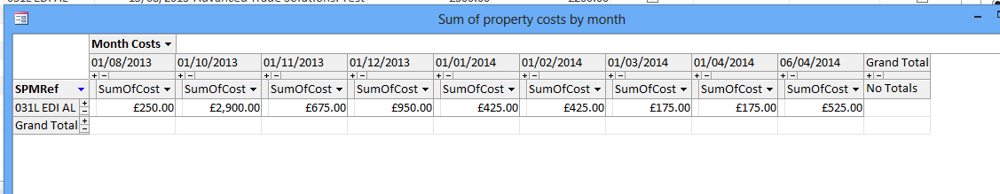 Sum of property costs by month
Month Costs
01/08/2013 01/10/2013 01/11/2013 01/12/2013 01/01/2014 01/02/2014 01/03/2014 01/04/2014 06/04/2014 Grand Total
+ - + - + - + - + - + - + - + - + - + -
SPMRef SumOfCost SumOfCost SumOfCost SumOfCost SumOfCost SumOfCost SumOfCost SumOfCost SumOfCost No Totals
031L EDI AL + - £250.00 £2,900.00 £675.00 £950.00 £425.00 £425.00 £175.00 £175.00 £525.00
Grand Total + -